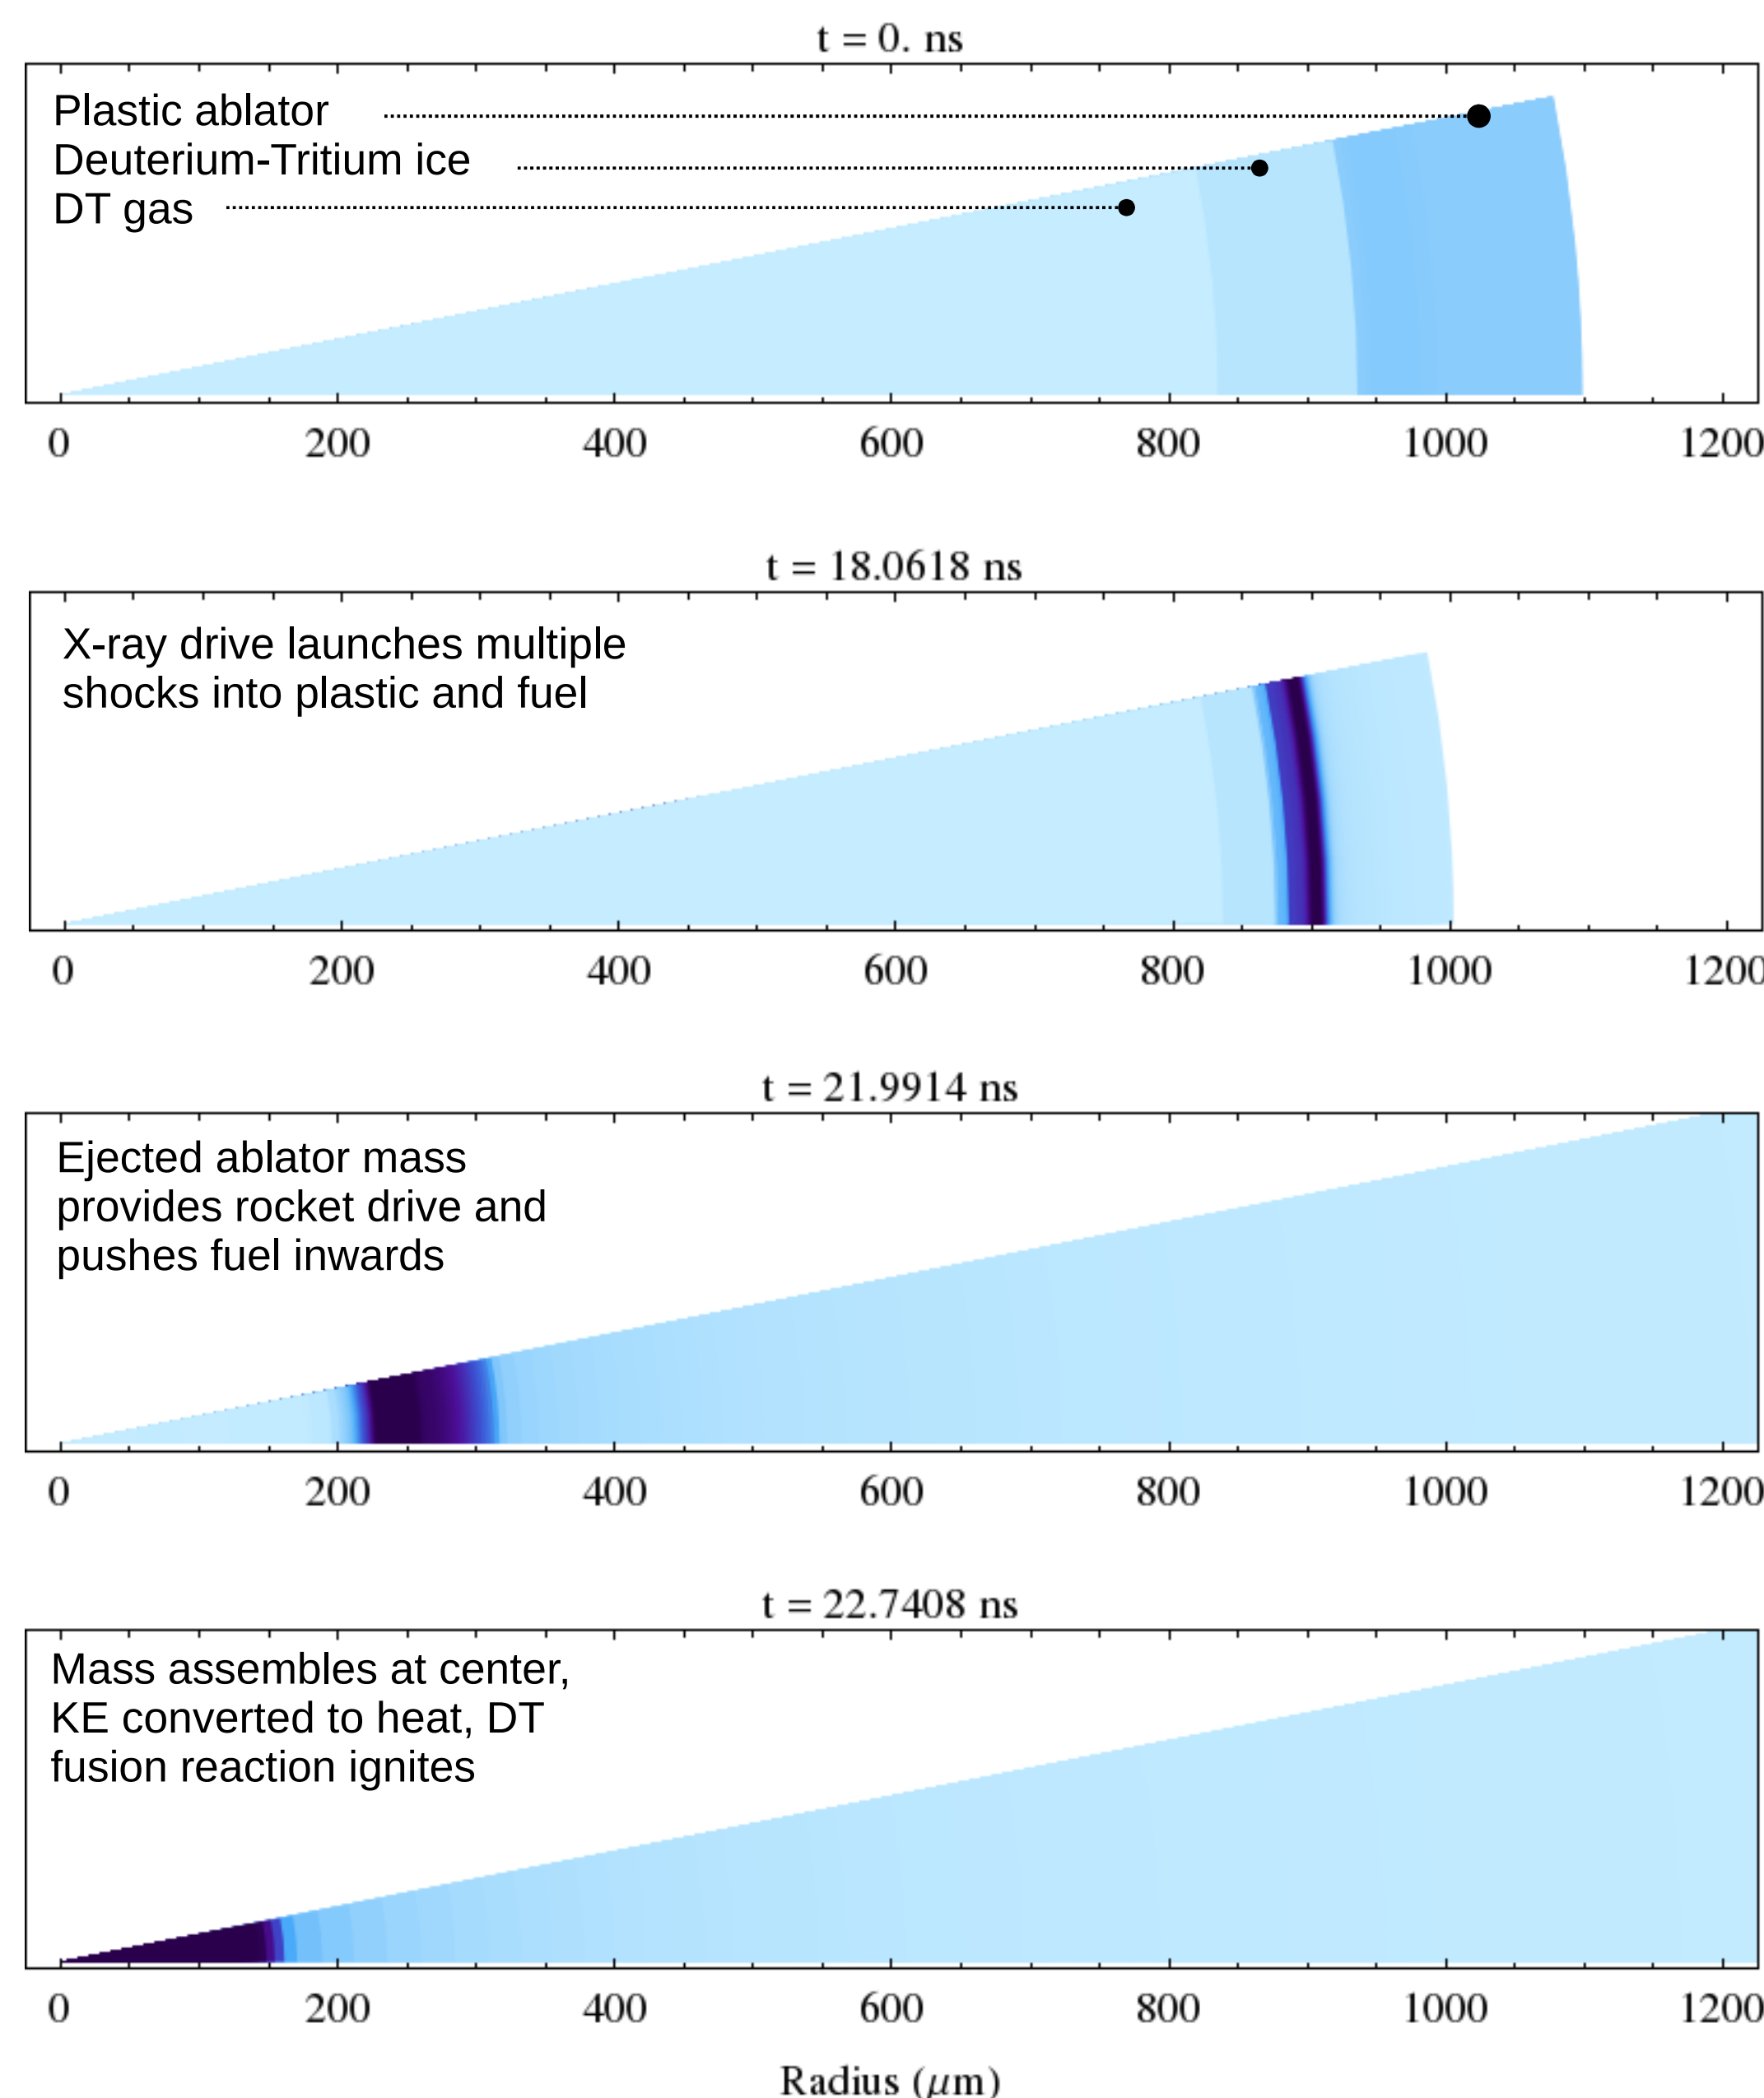 t = 0. ns
Plastic ablator
Deuterium-Tritium ice
DT gas
0 200 400 600 800 1000 1200
t = 18.0618 ns
X-ray drive launches multiple
shocks into plastic and fuel
0 200 400 600 800 1000 1200
t = 21.9914 ns
Ejected ablator mass
provides rocket drive and
pushes fuel inwards
0 200 400 600 800 1000 1200
t = 22.7408 ns
Mass assembles at center,
KE converted to heat, DT
fusion reaction ignites
0 200 400 600 800 1000 1200
Radius (μm)